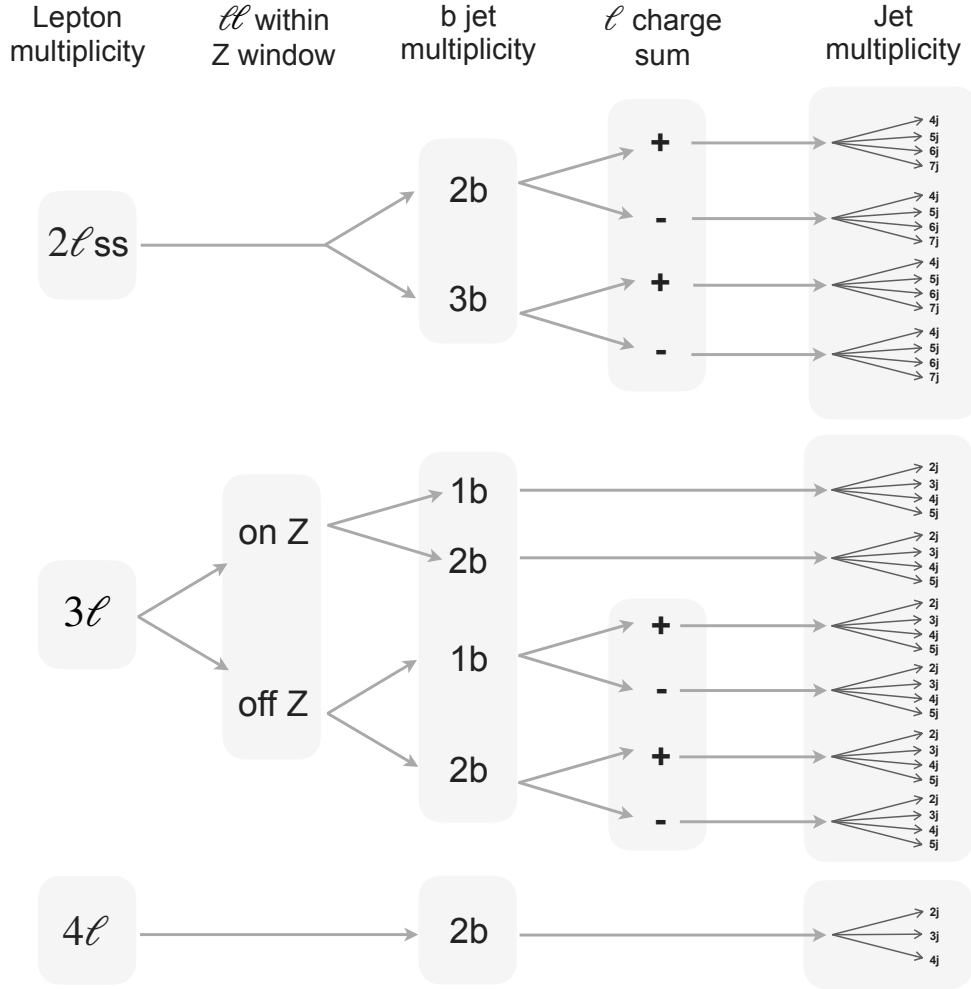 Lepton
multiplicity
ℓℓ within
Z window
b jet
multiplicity
ℓ charge
sum
Jet
multiplicity
2ℓ ss
2b
+
4j
5j
6j
7j
-
4j
5j
6j
7j
3b
+
4j
5j
6j
7j
-
4j
5j
6j
7j
3ℓ
on Z
1b
2j
3j
4j
5j
2b
2j
3j
4j
5j
off Z
1b
+
2j
3j
4j
5j
-
2j
3j
4j
5j
2b
+
2j
3j
4j
5j
-
2j
3j
4j
5j
4ℓ
2b
2j
3j
4j